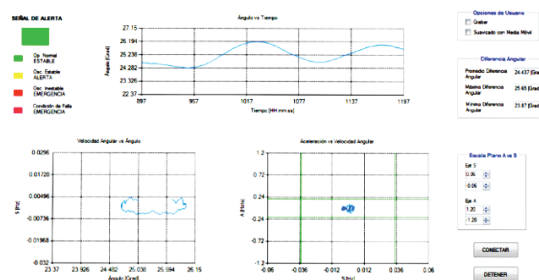 SEÑAL DE ALERTA
Op. Normal
ESTABLE
Osc. Estable
ALERTA
Osc. Inestable
EMERGENCIA
Condición de Falla
EMERGENCIA
Ángulo vs Tiempo
27.15
26.194
25.238
24.282
23.326
22.37
Ángulo [Grad]
897
957
1017
1077
1137
1197
Tiempo [HH:mm:ss]
Opciones de Usuario
Grabar
Suavizado con Media Móvil
Diferencia Angular
Promedio Diferencia Angular 24.437 [Grad
Máxima Diferencia Angular 25.65 [Grad
Mínima Diferencia Angular 23.87 [Grad
Velocidad Angular vs Ángulo
0.0296
0.01728
0.00496
-0.00736
-0.01968
-0.032
S [Hz]
23.37
23.926
24.482
25.038
25.594
26.15
Ángulo [Grad]
Aceleración vs Velocidad Angular
1.2
0.72
0.24
-0.24
-0.72
-1.2
A [Hz/s]
-0.06
-0.036
-0.012
0.012
0.036
0.06
S [Hz]
Escala Plano A vs S
Eje S
0.06
-0.06
Eje A
1.20
-1.20
CONECTAR
DETENER